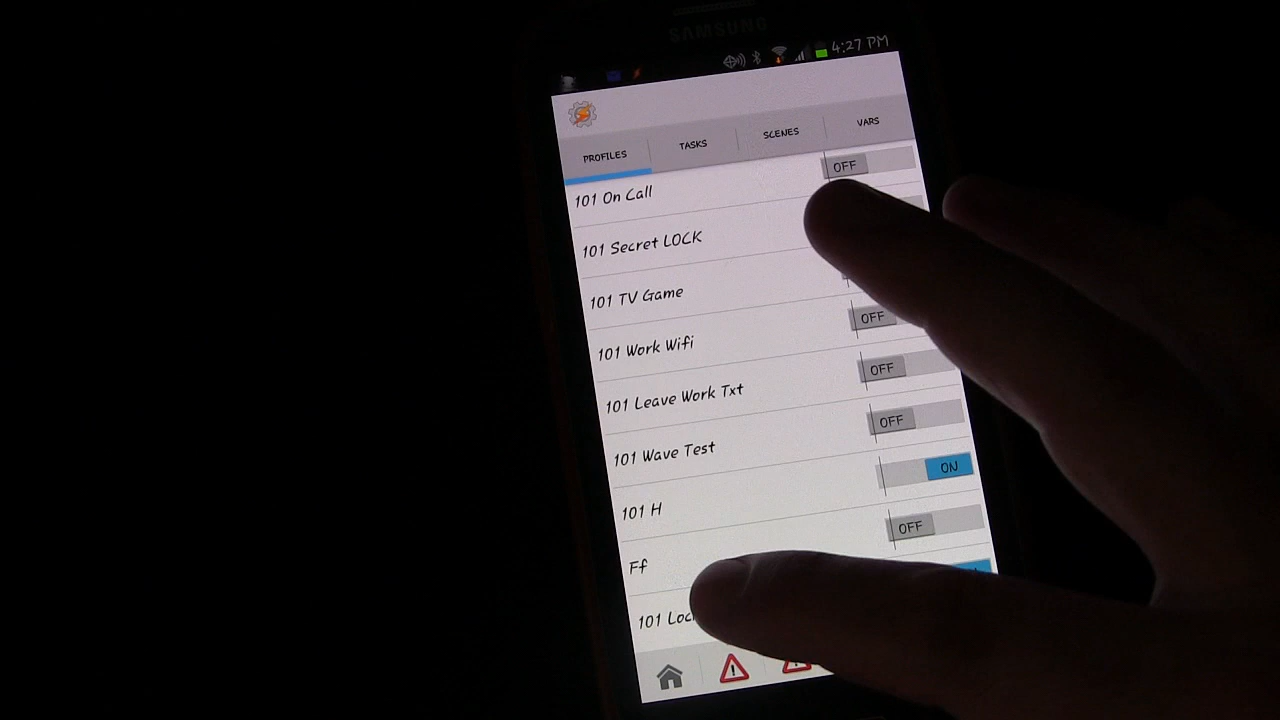 SAMSUNG
4:27 PM
PROFILES TASKS SCENES VARS
101 On Call OFF
101 Secret LOCK
101 TV Game
101 Work Wifi OFF
101 Leave Work Txt OFF
101 Wave Test OFF
101 H ON
Ff OFF
101